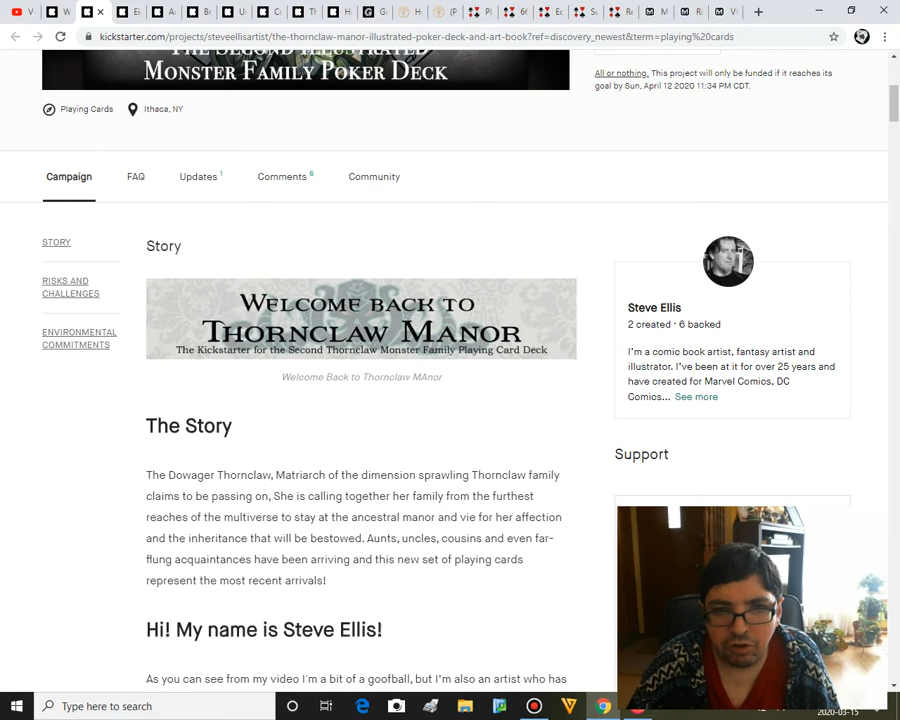 kickstarter.com/projects/steveellisartist/the-thornclaw-manor-illustrated-poker-deck-and-art-book?ref=discovery_newest&term=playing%20cards
THE SECOND ILLUSTRATED
MONSTER FAMILY POKER DECK
All or nothing. This project will only be funded if it reaches its
goal by Sun, April 12 2020 11:34 PM CDT.
Playing Cards
Ithaca, NY
Campaign
FAQ
Updates 1
Comments 6
Community
STORY
RISKS AND
CHALLENGES
ENVIRONMENTAL
COMMITMENTS
Story
WELCOME BACK TO
THORNCLAW MANOR
The Kickstarter for the Second Thornclaw Monster Family Playing Card Deck
Welcome Back to Thornclaw MAnor
The Story
The Dowager Thornclaw, Matriarch of the dimension sprawling Thornclaw family
claims to be passing on, She is calling together her family from the furthest
reaches of the multiverse to stay at the ancestral manor and vie for her affection
and the inheritance that will be bestowed. Aunts, uncles, cousins and even far-
flung acquaintances have been arriving and this new set of playing cards
represent the most recent arrivals!
Hi! My name is Steve Ellis!
As you can see from my video I'm a bit of a goofball, but I'm also an artist who has
Steve Ellis
2 created · 6 backed
I'm a comic book artist, fantasy artist and
illustrator. I've been at it for over 25 years and
have created for Marvel Comics, DC
Comics... See more
Support
Type here to search
2020-03-15